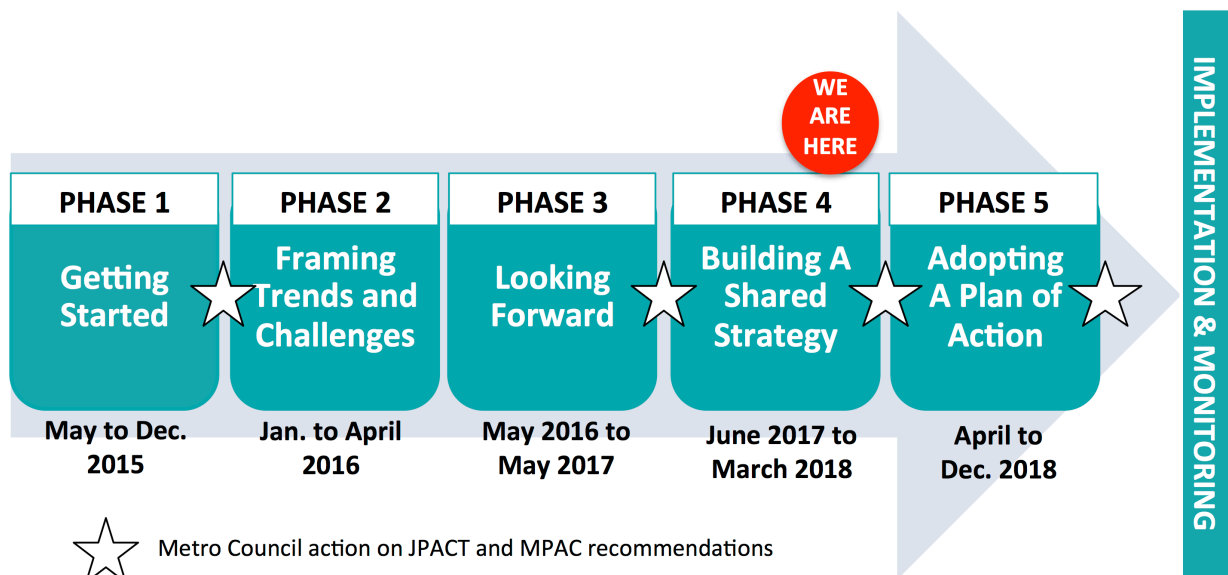 WE
ARE
HERE
PHASE 1
Getting
Started
May to Dec.
2015
PHASE 2
Framing
Trends and
Challenges
Jan. to April
2016
PHASE 3
Looking
Forward
May 2016 to
May 2017
PHASE 4
Building A
Shared
Strategy
June 2017 to
March 2018
PHASE 5
Adopting
A Plan of
Action
April to
Dec. 2018
IMPLEMENTATION & MONITORING
Metro Council action on JPACT and MPAC recommendations